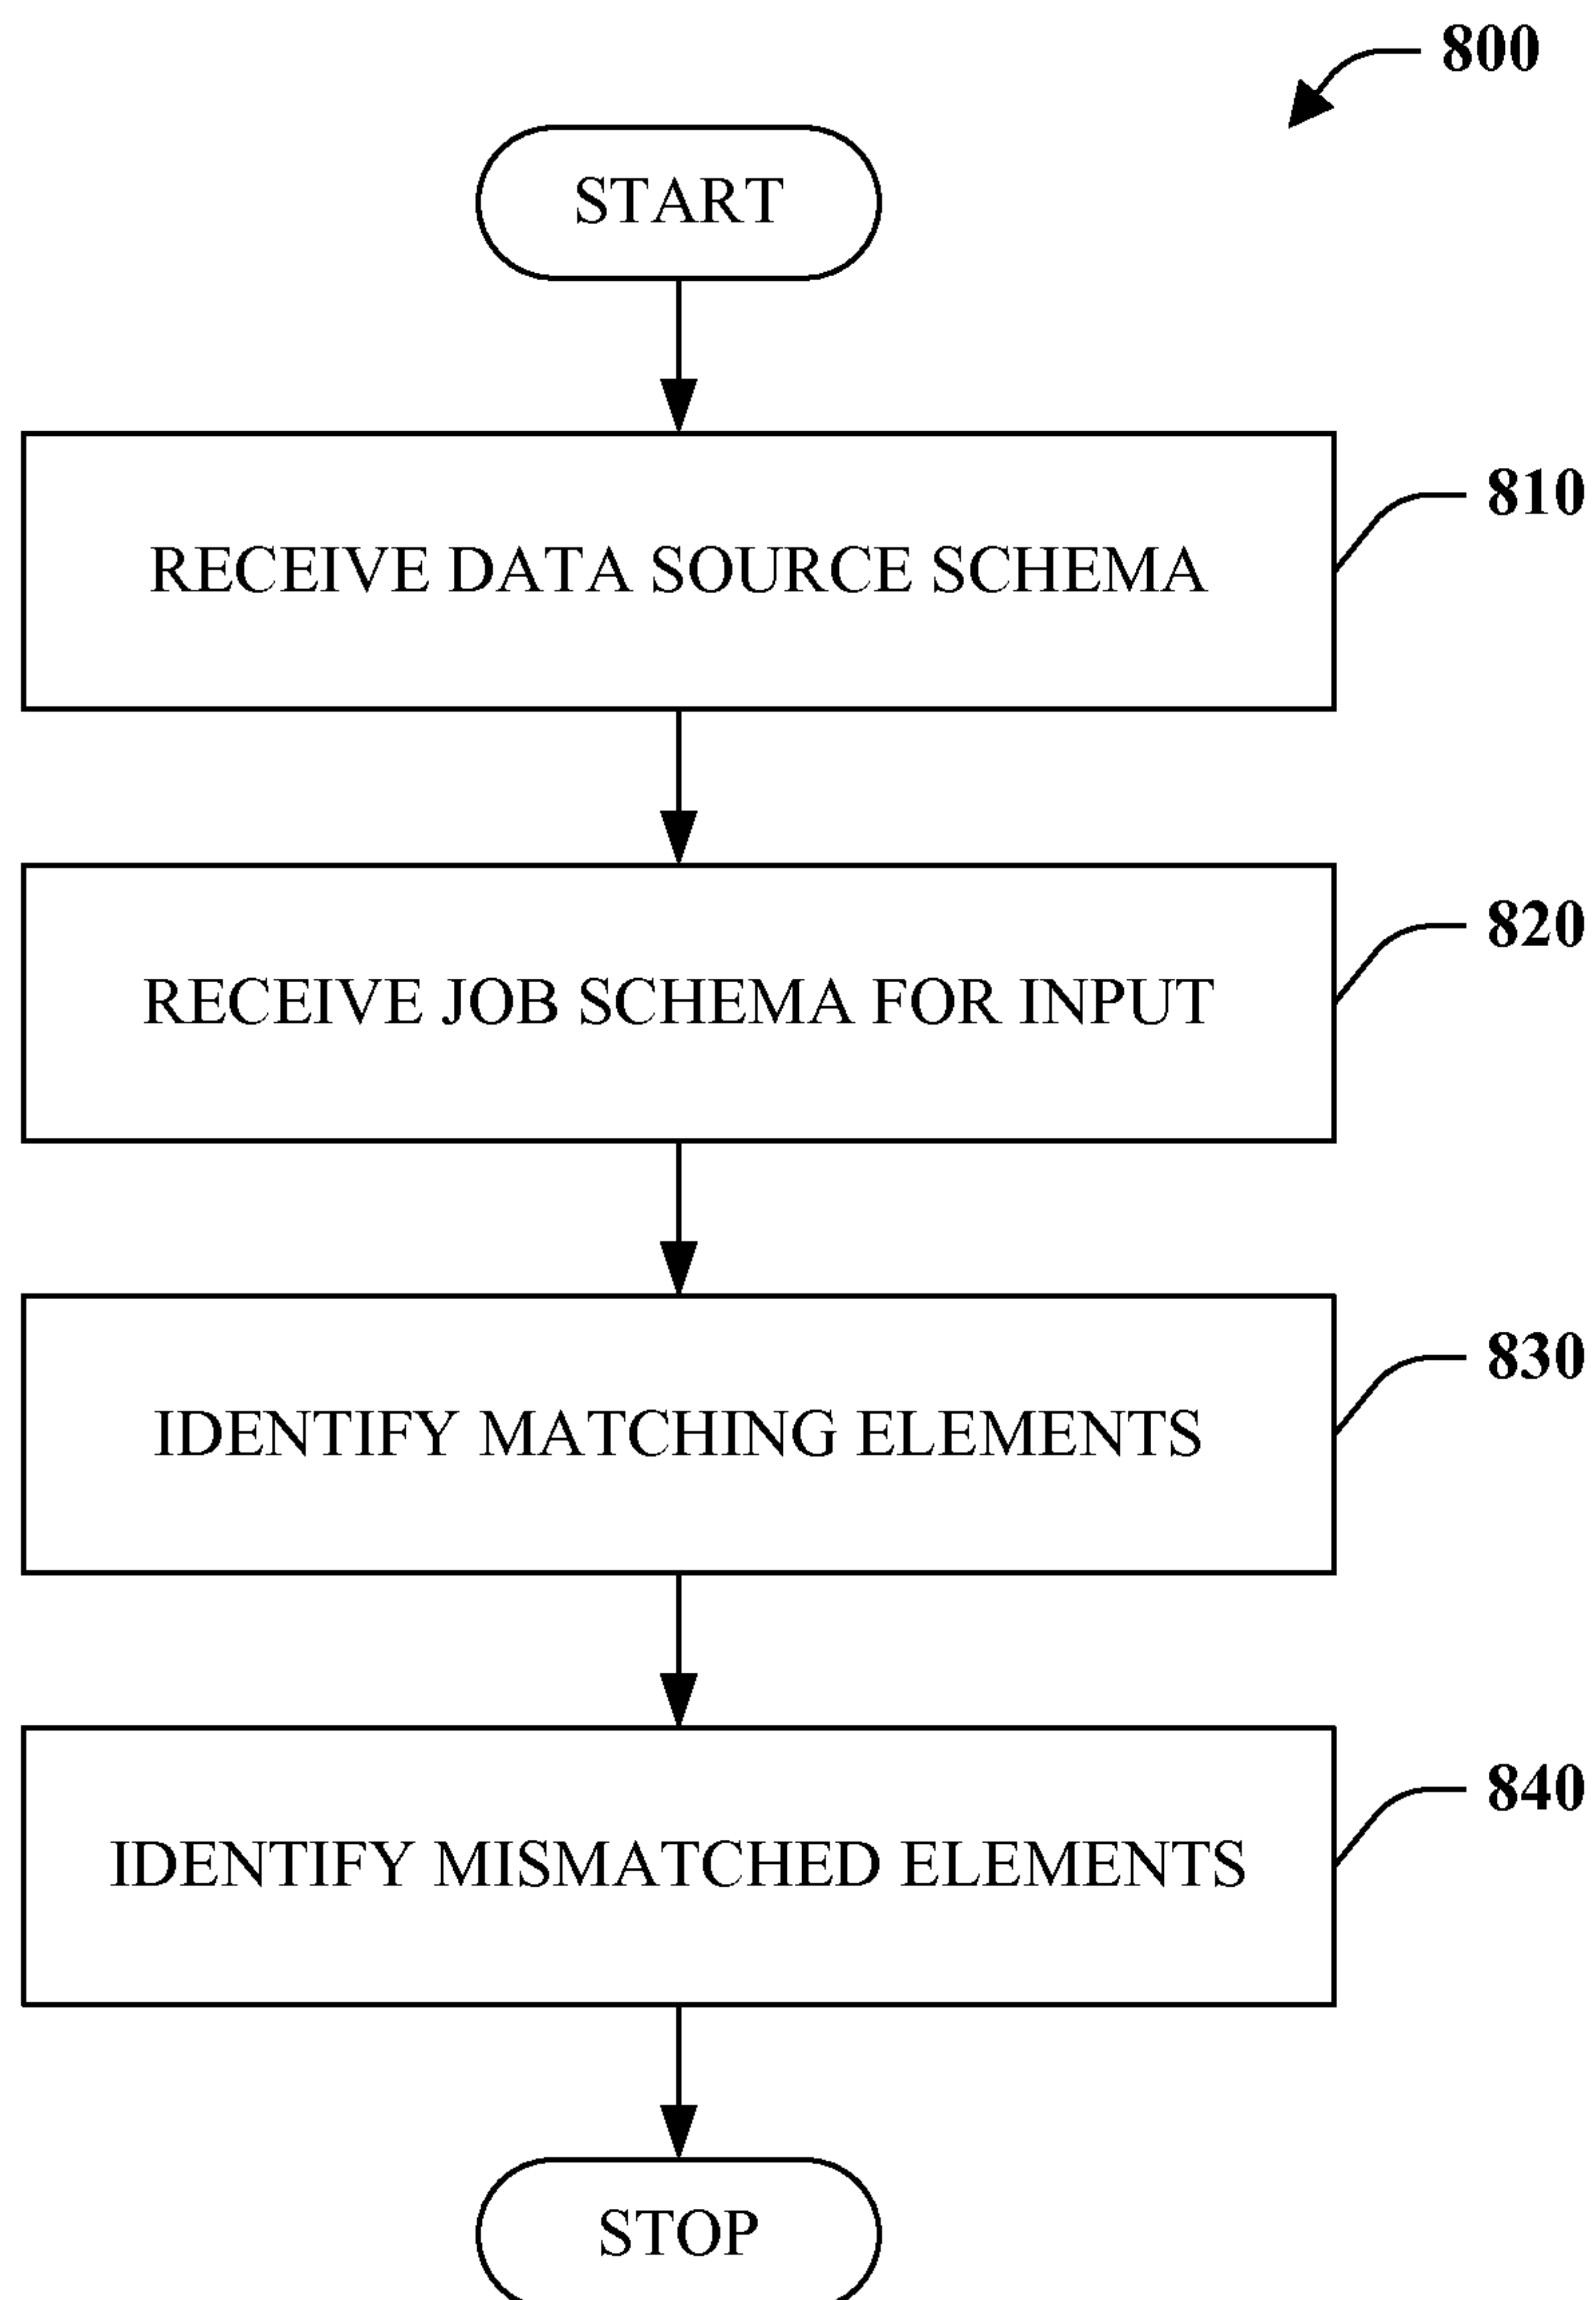 800
START
RECEIVE DATA SOURCE SCHEMA
810
RECEIVE JOB SCHEMA FOR INPUT
820
IDENTIFY MATCHING ELEMENTS
830
IDENTIFY MISMATCHED ELEMENTS
840
STOP